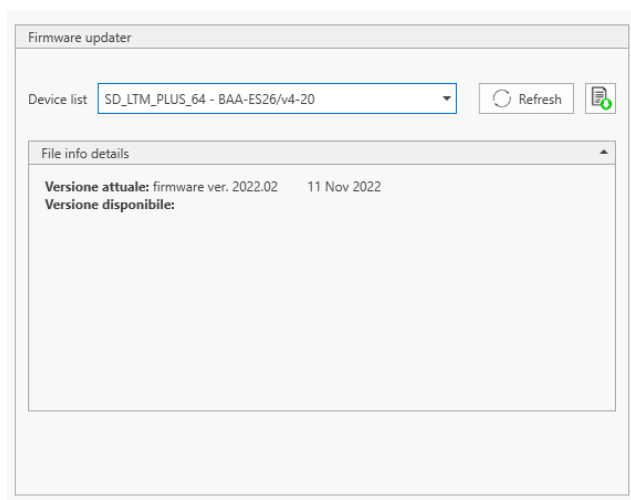 Firmware updater
Device list SD_LTM_PLUS_64 - BAA-ES26/v4-20 Refresh
File info details
Versione attuale: firmware ver. 2022.02 11 Nov 2022
Versione disponibile: